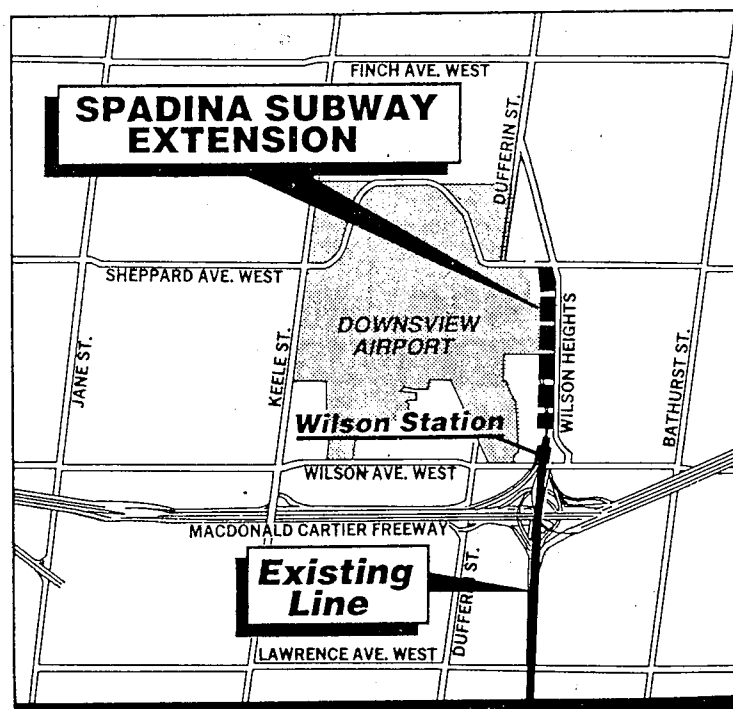 FINCH AVE. WEST
SPADINA SUBWAY
EXTENSION
DUFFERIN ST.
SHEPPARD AVE. WEST
DOWNSVIEW
AIRPORT
JANE ST.
KEELE ST.
WILSON HEIGHTS
BATHURST ST.
Wilson Station
WILSON AVE. WEST
MACDONALD CARTIER FREEWAY
Existing
Line
DUFFERIN ST.
LAWRENCE AVE. WEST